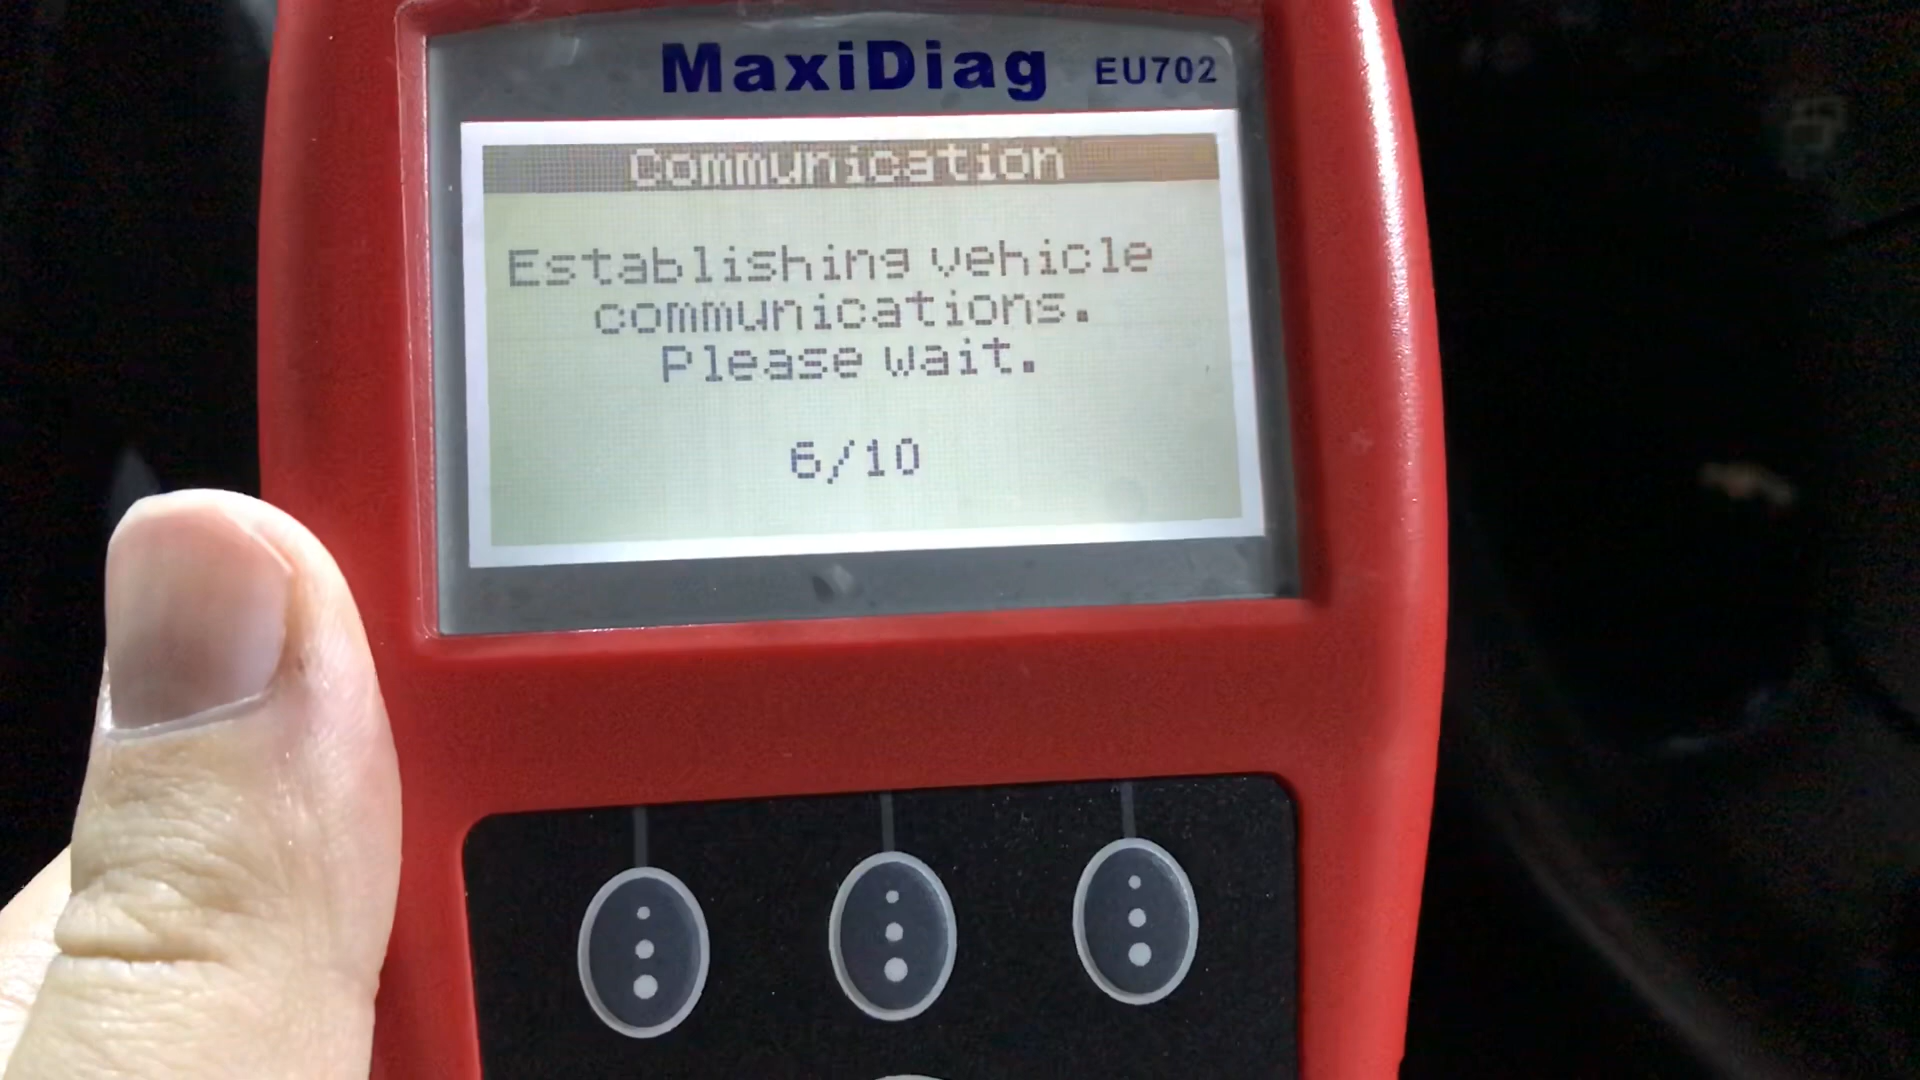 MaxiDiag EU702
Communication
Establishing vehicle
communications.
Please wait.
6/10